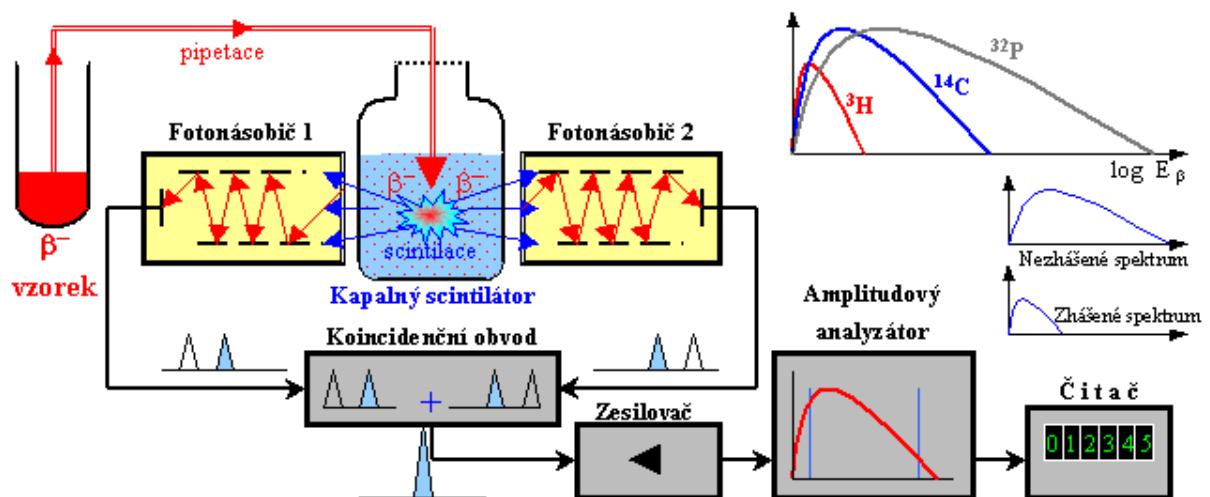 pipetace
³²P
¹⁴C
³H
Fotonásobič 1
Fotonásobič 2
log E β
β⁻ β⁻
scintilace
β⁻
vzorek
Kapalný scintilátor
Nezhášené spektrum
Zhášené spektrum
Amplitudový
analyzátor
Koincidenční obvod
+
Zesilovač
Čitač
012345